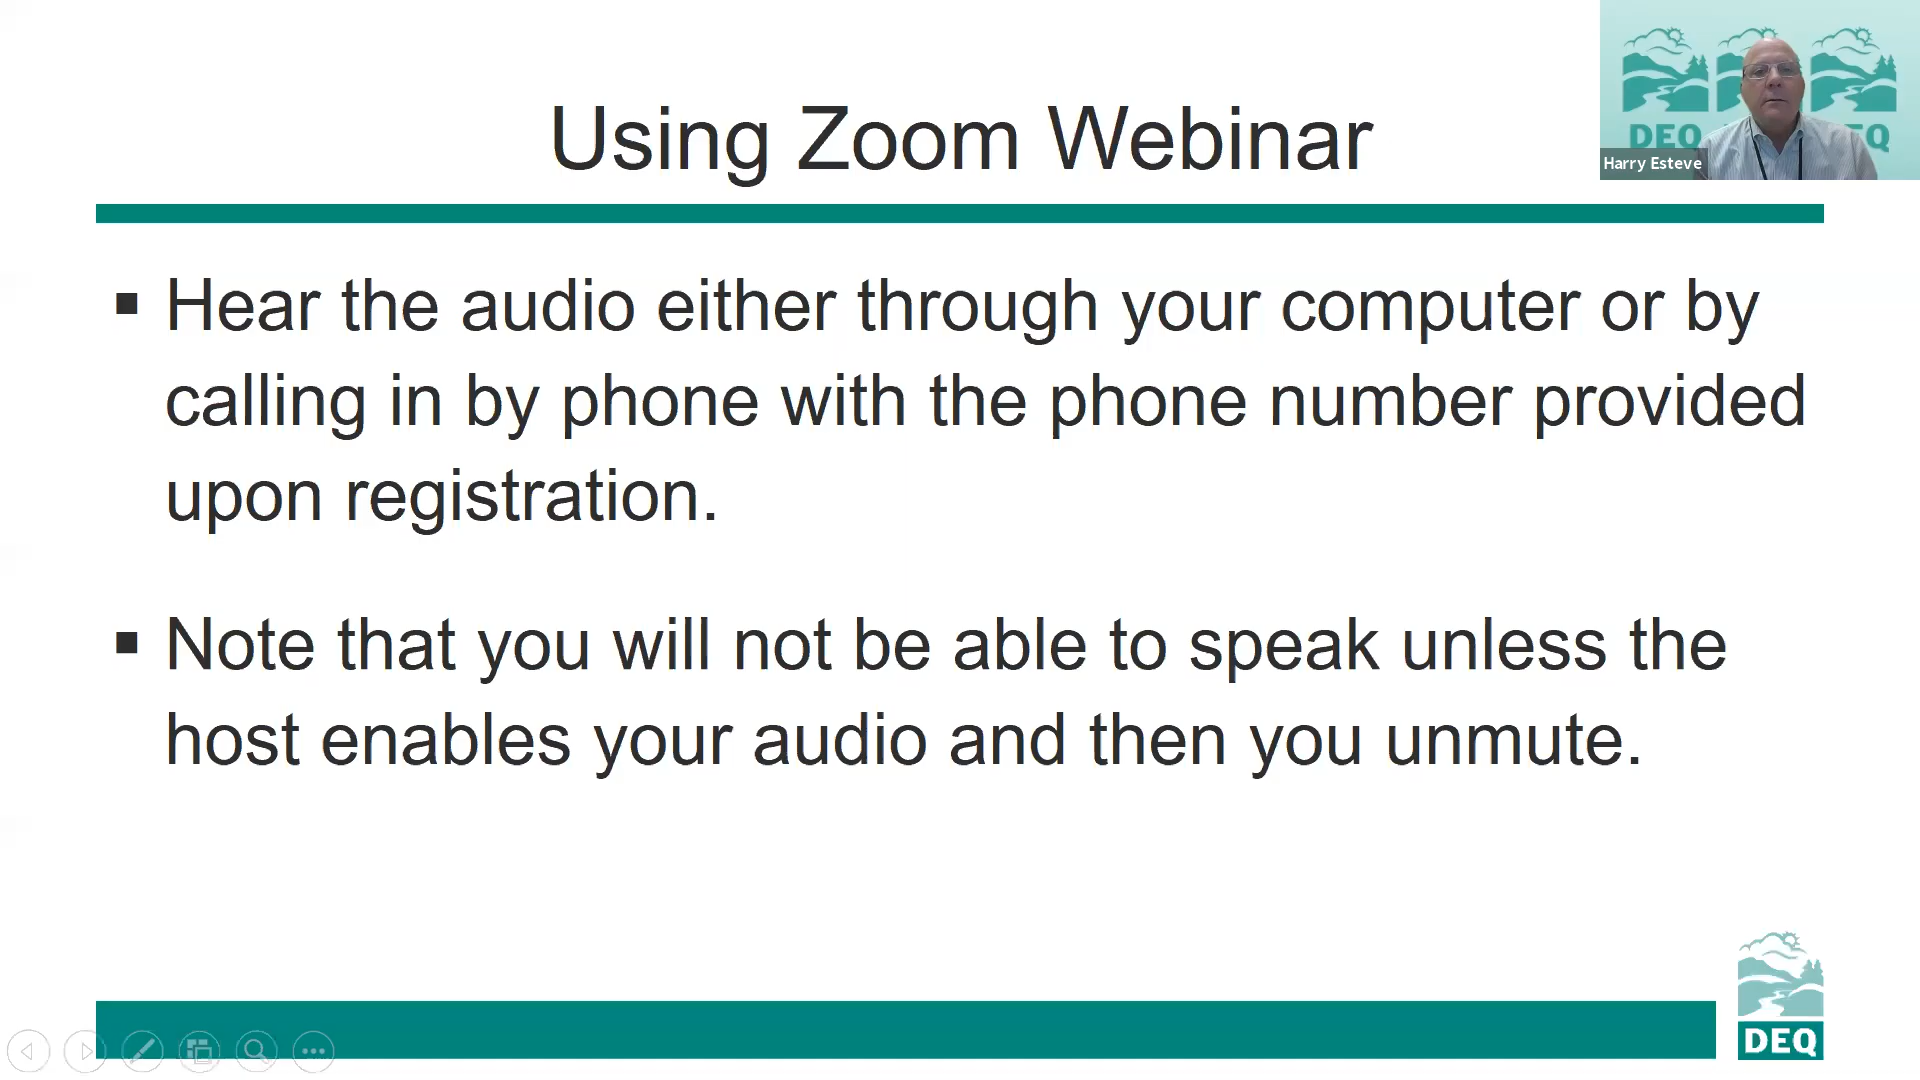 Using Zoom Webinar
DEQ
EQ
Harry Esteve
▪ Hear the audio either through your computer or by
calling in by phone with the phone number provided
upon registration.
▪ Note that you will not be able to speak unless the
host enables your audio and then you unmute.
DEQ